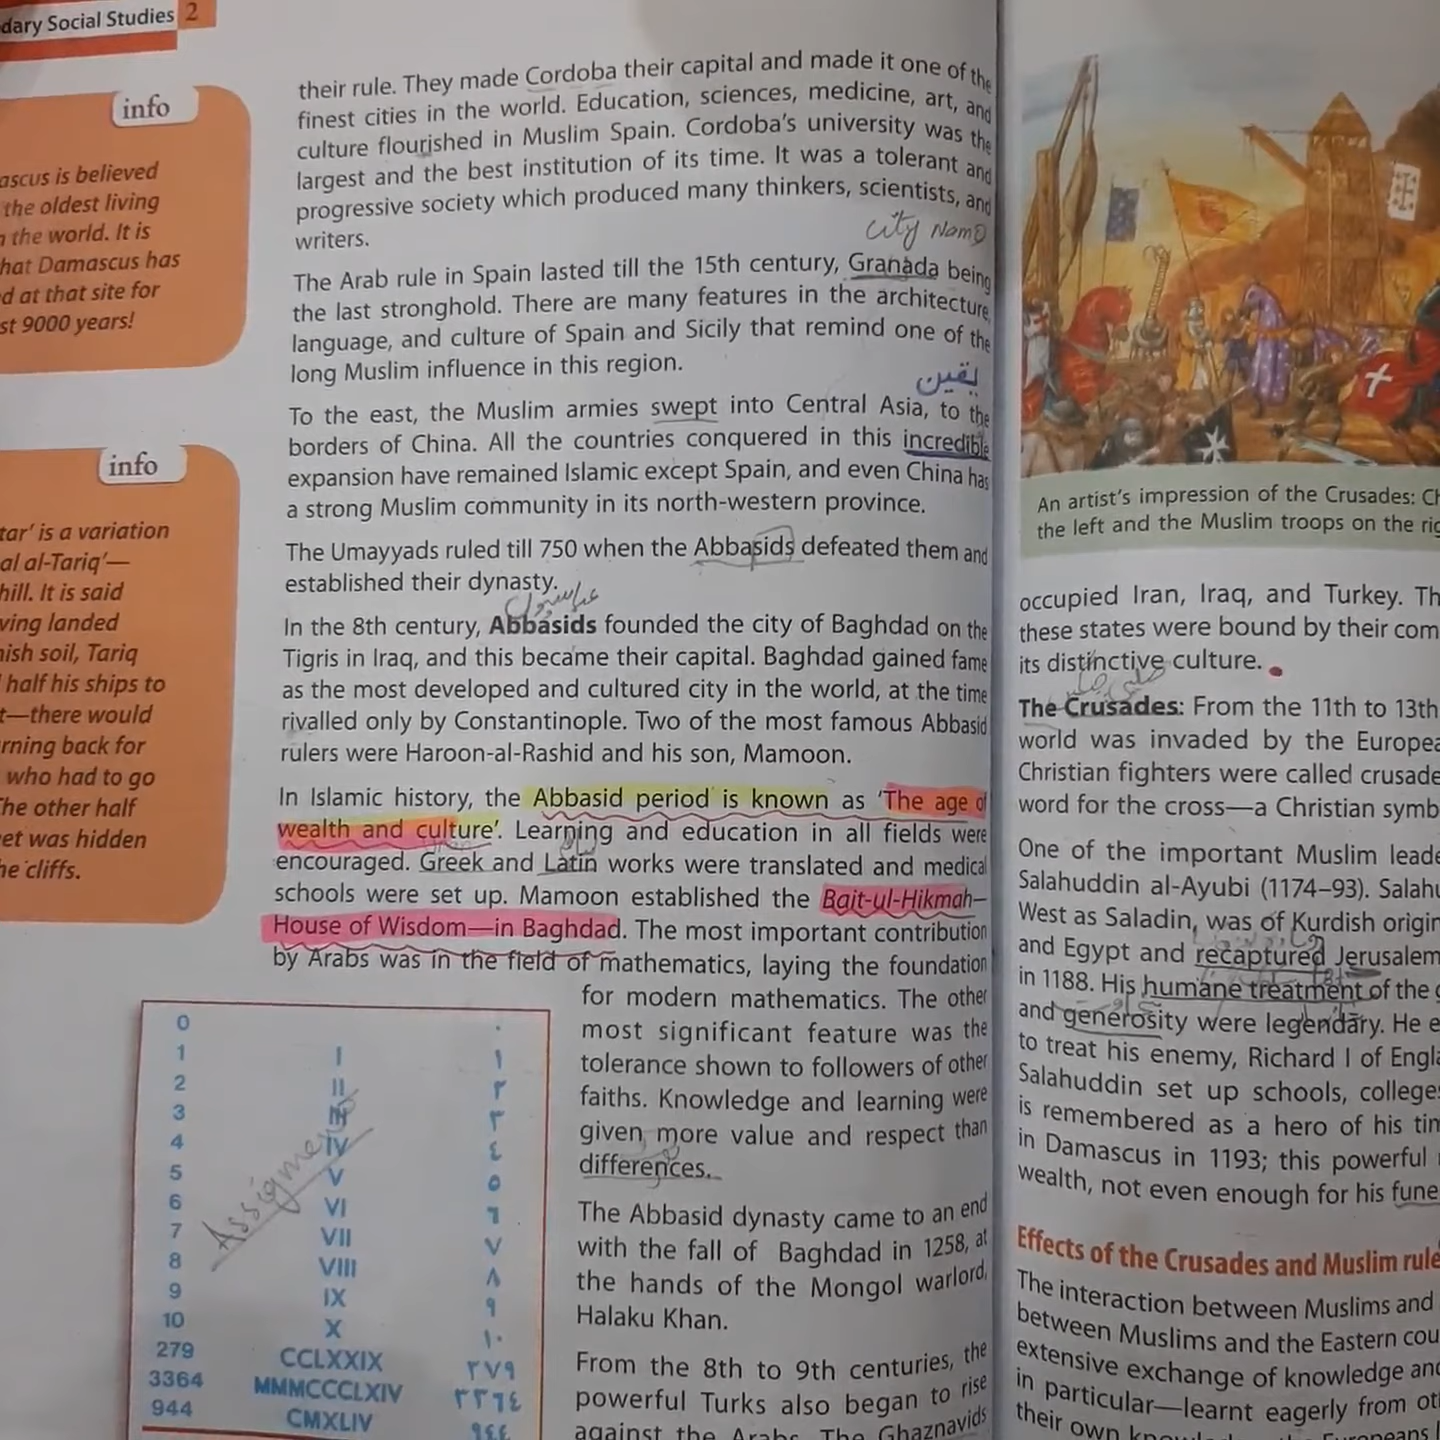 dary Social Studies 2
info
ascus is believed
the oldest living
n the world. It is
hat Damascus has
d at that site for
st 9000 years!
info
tar' is a variation
al al-Tariq'—
hill. It is said
ving landed
nish soil, Tariq
half his ships to
t—there would
rning back for
who had to go
he other half
et was hidden
he cliffs.
their rule. They made Cordoba their capital and made it one of the
finest cities in the world. Education, sciences, medicine, art, and
culture flourished in Muslim Spain. Cordoba's university was the
largest and the best institution of its time. It was a tolerant and
progressive society which produced many thinkers, scientists, and
writers.
City Name
The Arab rule in Spain lasted till the 15th century, Granada being
the last stronghold. There are many features in the architecture,
language, and culture of Spain and Sicily that remind one of the
long Muslim influence in this region.
یقین
To the east, the Muslim armies swept into Central Asia, to the
borders of China. All the countries conquered in this incredible
expansion have remained Islamic except Spain, and even China has
a strong Muslim community in its north-western province.
The Umayyads ruled till 750 when the Abbasids defeated them and
established their dynasty.
In the 8th century, Abbasids founded the city of Baghdad on the
Tigris in Iraq, and this became their capital. Baghdad gained fame
as the most developed and cultured city in the world, at the time
rivalled only by Constantinople. Two of the most famous Abbasid
rulers were Haroon-al-Rashid and his son, Mamoon.
In Islamic history, the Abbasid period is known as 'The age of
wealth and culture'. Learning and education in all fields were
encouraged. Greek and Latin works were translated and medical
schools were set up. Mamoon established the Bait-ul-Hikmah—
House of Wisdom—in Baghdad. The most important contribution
by Arabs was in the field of mathematics, laying the foundation
for modern mathematics. The other
most significant feature was the
tolerance shown to followers of other
faiths. Knowledge and learning were
given more value and respect than
differences.
The Abbasid dynasty came to an end
with the fall of Baghdad in 1258, at
the hands of the Mongol warlord,
Halaku Khan.
From the 8th to 9th centuries, the
powerful Turks also began to rise
against the Arabs. The Ghaznavids
0 ٠
1 I ١
2 II ٢
3 III ٣
4 IV ٤
5 V ٥
6 VI ٦
7 VII ٧
8 VIII ٨
9 IX ٩
10 X ١٠
279 CCLXXIX ٢٧٩
3364 MMMCCCLXIV ٣٣٦٤
944 CMXLIV ٩٤٤
Assignment
An artist's impression of the Crusades: Ch
the left and the Muslim troops on the rig
occupied Iran, Iraq, and Turkey. Th
these states were bound by their com
its distinctive culture.
The Crusades: From the 11th to 13th
world was invaded by the Europea
Christian fighters were called crusade
word for the cross—a Christian symb
One of the important Muslim leade
Salahuddin al-Ayubi (1174–93). Salahu
West as Saladin, was of Kurdish origin
and Egypt and recaptured Jerusalem
in 1188. His humane treatment of the
and generosity were legendary. He e
to treat his enemy, Richard I of Engla
Salahuddin set up schools, colleges
is remembered as a hero of his tim
in Damascus in 1193; this powerful
wealth, not even enough for his fune
Effects of the Crusades and Muslim rule
The interaction between Muslims and
between Muslims and the Eastern cou
extensive exchange of knowledge and
in particular—learnt eagerly from ot
their own